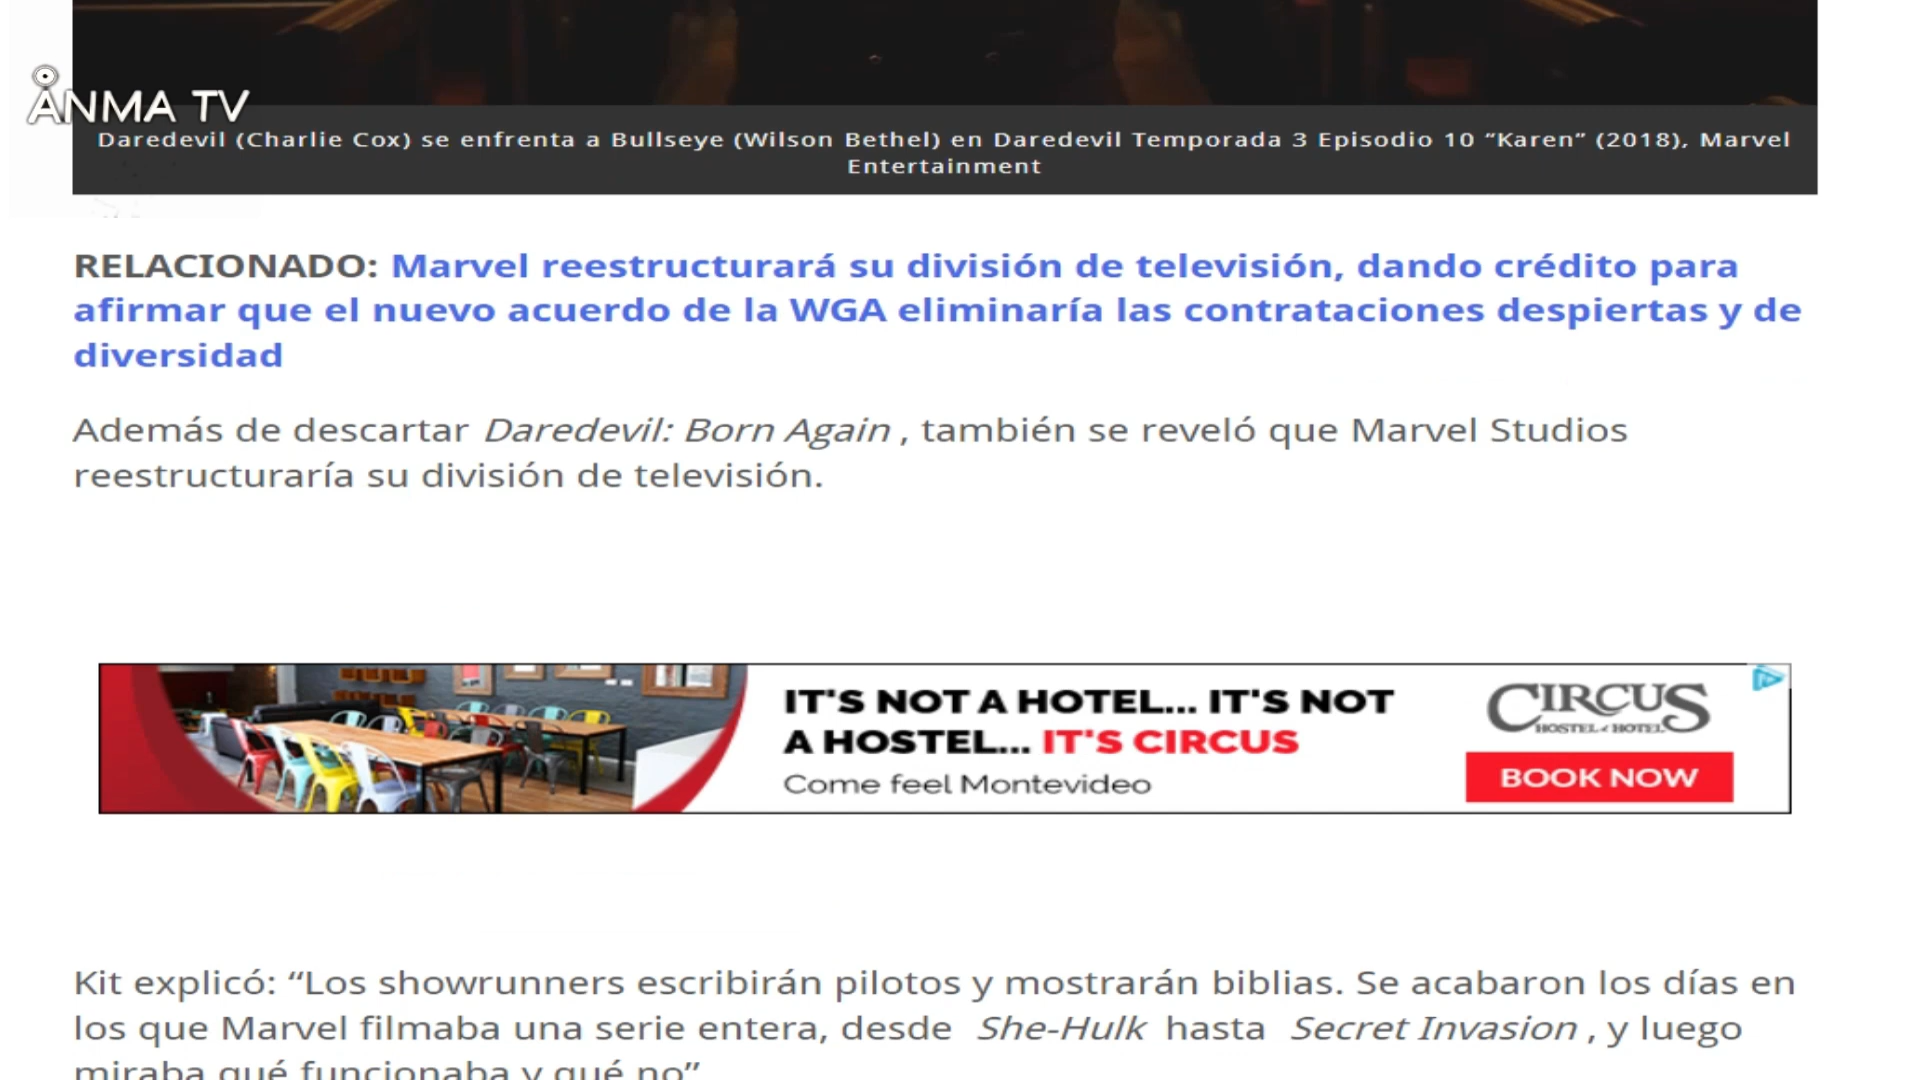 ANMA TV
Daredevil (Charlie Cox) se enfrenta a Bullseye (Wilson Bethel) en Daredevil Temporada 3 Episodio 10 “Karen” (2018), Marvel
Entertainment
RELACIONADO: Marvel reestructurará su división de televisión, dando crédito para
afirmar que el nuevo acuerdo de la WGA eliminaría las contrataciones despiertas y de
diversidad
Además de descartar Daredevil: Born Again , también se reveló que Marvel Studios
reestructuraría su división de televisión.
IT'S NOT A HOTEL... IT'S NOT
A HOSTEL... IT'S CIRCUS
Come feel Montevideo
CIRCUS
HOSTEL & HOTEL
BOOK NOW
Kit explicó: “Los showrunners escribirán pilotos y mostrarán biblias. Se acabaron los días en
los que Marvel filmaba una serie entera, desde She-Hulk hasta Secret Invasion , y luego
miraba qué funcionaba y qué no”